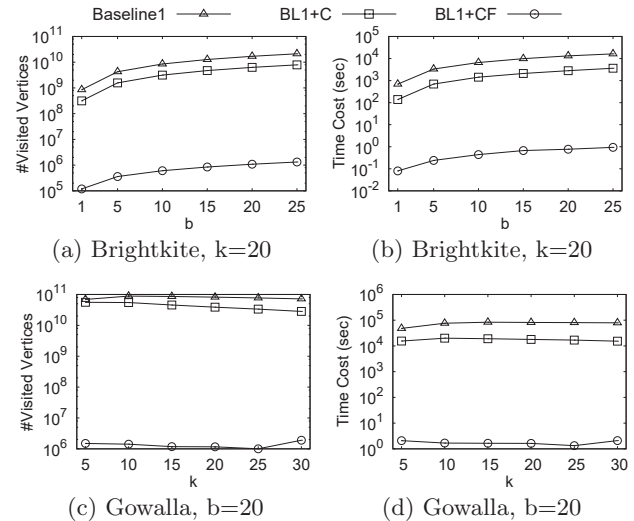 Baseline1 BL1+C BL1+CF
#Visited Vertices
10^11
10^10
10^9
10^8
10^7
10^6
10^5
1 5 10 15 20 25
b
(a) Brightkite, k=20
Time Cost (sec)
10^5
10^4
10^3
10^2
10^1
10^0
10^-1
10^-2
1 5 10 15 20 25
b
(b) Brightkite, k=20
#Visited Vertices
10^11
10^10
10^9
10^8
10^7
10^6
5 10 15 20 25 30
k
(c) Gowalla, b=20
Time Cost (sec)
10^6
10^5
10^4
10^3
10^2
10^1
10^0
5 10 15 20 25 30
k
(d) Gowalla, b=20